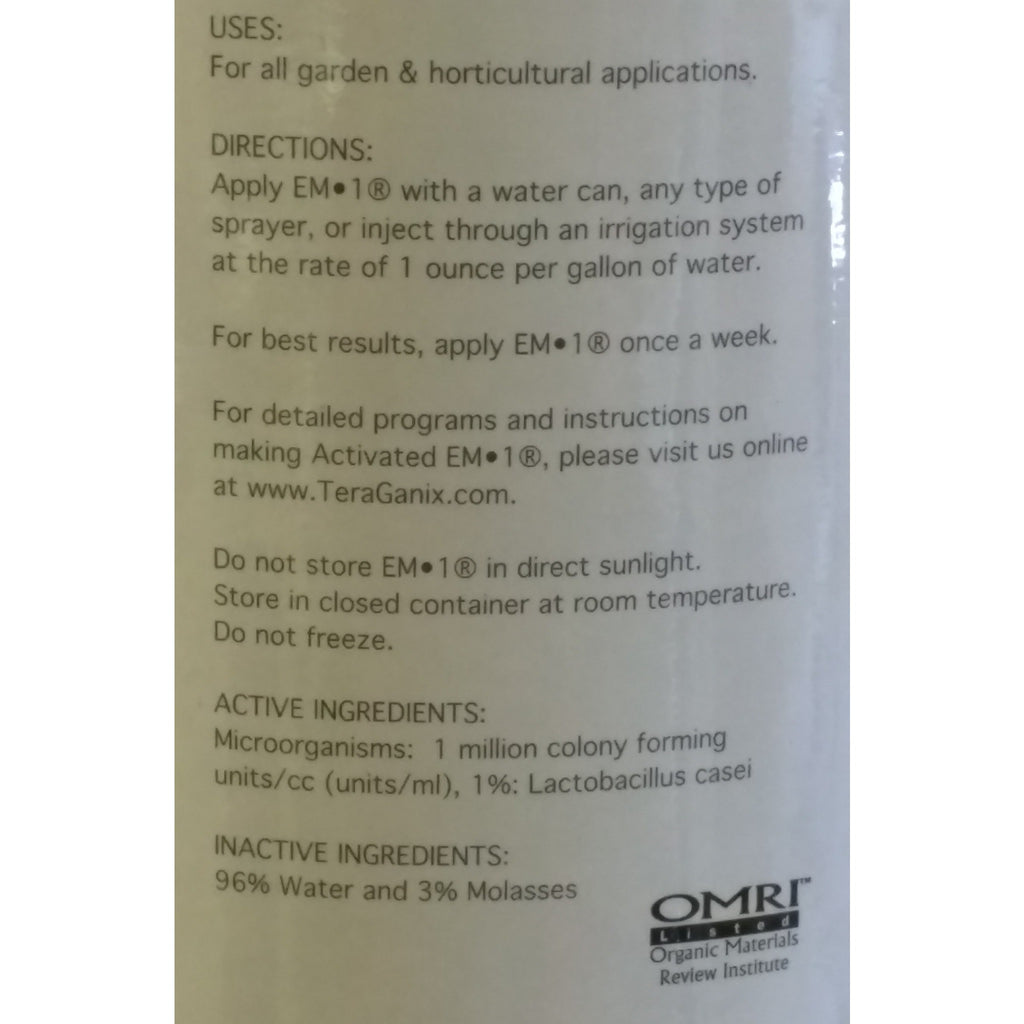 USES:
For all garden & horticultural applications.
DIRECTIONS:
Apply EM•1® with a water can, any type of
sprayer, or inject through an irrigation system
at the rate of 1 ounce per gallon of water.
For best results, apply EM•1® once a week.
For detailed programs and instructions on
making Activated EM•1®, please visit us online
at www.TeraGanix.com.
Do not store EM•1® in direct sunlight.
Store in closed container at room temperature.
Do not freeze.
ACTIVE INGREDIENTS:
Microorganisms: 1 million colony forming
units/cc (units/ml), 1%: Lactobacillus casei
INACTIVE INGREDIENTS:
96% Water and 3% Molasses
OMRI™
Listed
Organic Materials
Review Institute